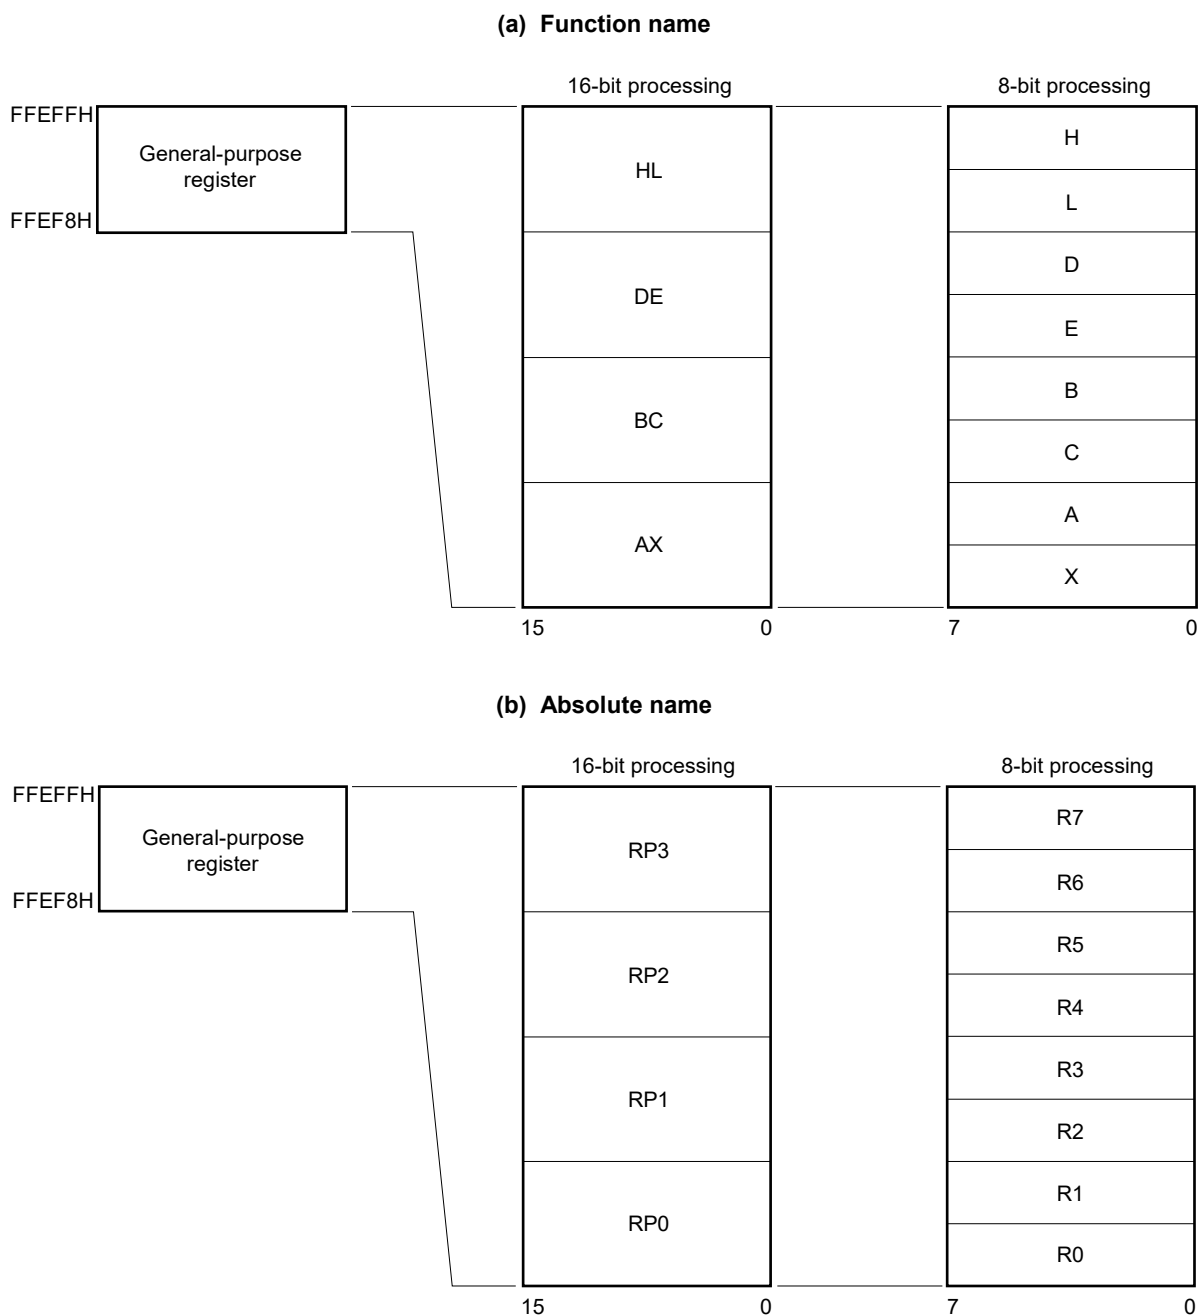 (a) Function name
16-bit processing
8-bit processing
FFEFFH
General-purpose
register
FFEF8H
HL
DE
BC
AX
H
L
D
E
B
C
A
X
15
0
7
0
(b) Absolute name
16-bit processing
8-bit processing
FFEFFH
General-purpose
register
FFEF8H
RP3
RP2
RP1
RP0
R7
R6
R5
R4
R3
R2
R1
R0
15
0
7
0